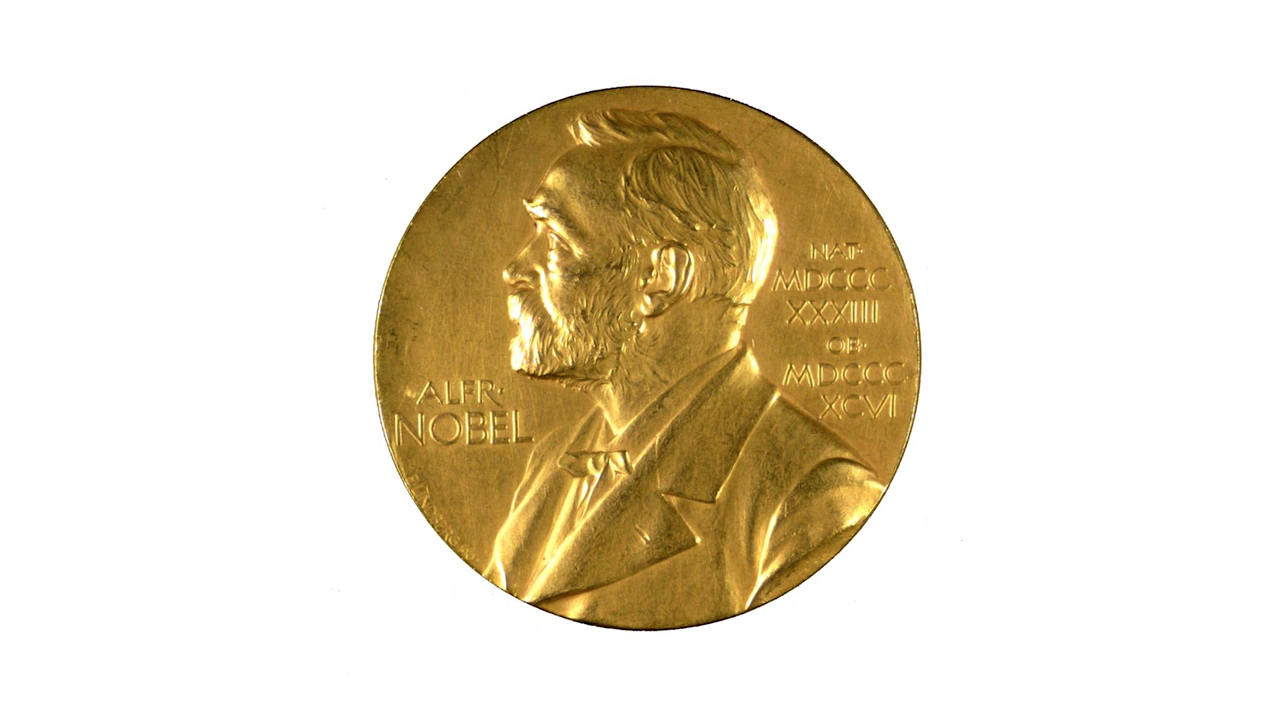 ·ALFR·
NOBEL
NAT·
MDCCC
XXXIII
OB·
MDCCC
XCVI